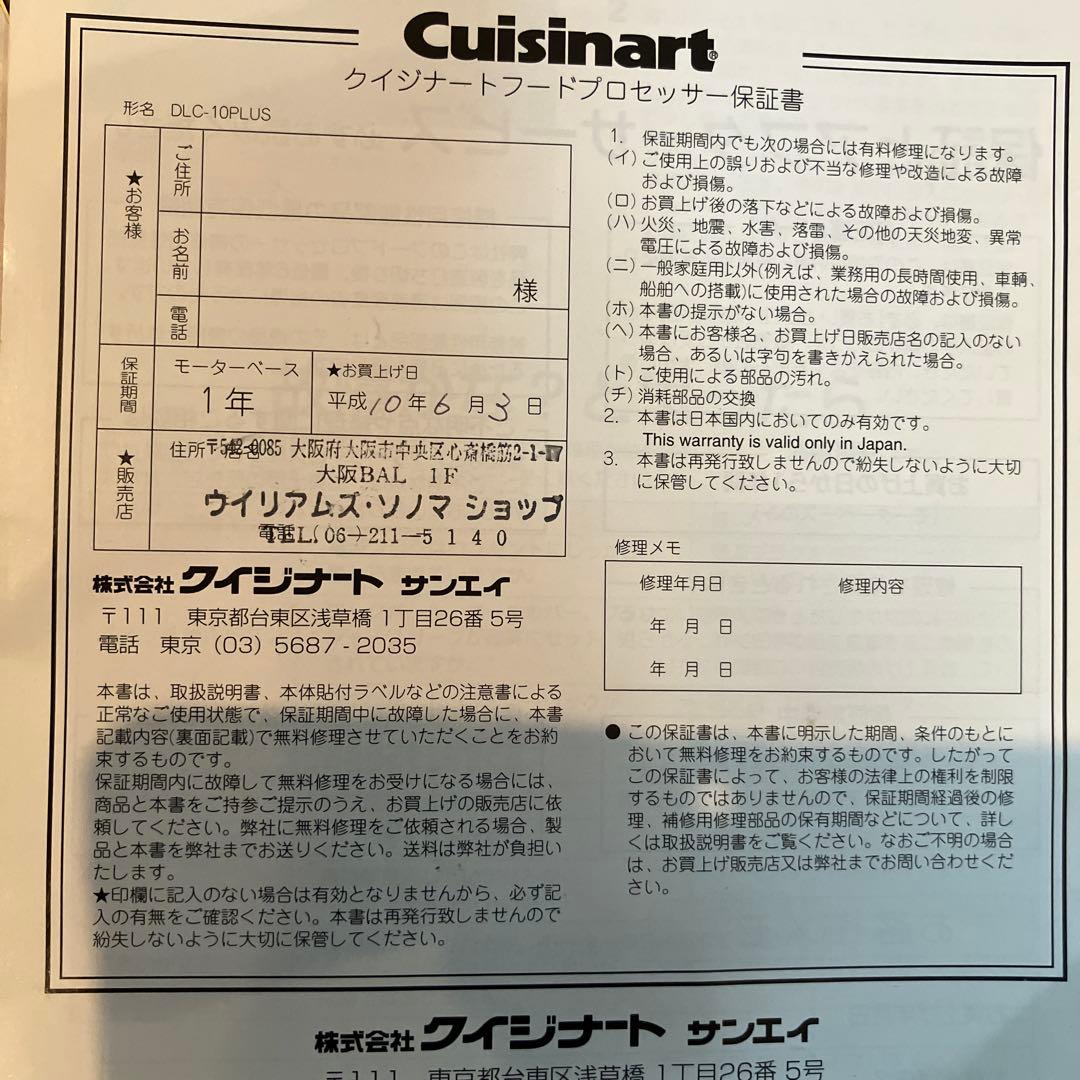 Cuisinart®
クイジナートフードプロセッサー保証書
形名 DLC-10PLUS
★お客様
ご住所
お名前
様
電話
保証期間
モーターベース
1年
★お買上げ日
平成10年6月3日
★販売店
住所・店名
〒542-0085 大阪府大阪市中央区心斎橋筋2-1-17
大阪BAL 1F
ウイリアムズ・ソノマ ショップ
電話
TEL.(06)-211-5140
株式会社クイジナート サンエイ
〒111 東京都台東区浅草橋1丁目26番5号
電話 東京(03)5687-2035
本書は、取扱説明書、本体貼付ラベルなどの注意書による
正常なご使用状態で、保証期間中に故障した場合に、本書
記載内容(裏面記載)で無料修理させていただくことをお約
束するものです。
保証期間内に故障して無料修理をお受けになる場合には、
商品と本書をご持参ご提示のうえ、お買上げの販売店に依
頼してください。弊社に無料修理をご依頼される場合、製
品と本書を弊社までお送りください。送料は弊社が負担い
たします。
★印欄に記入のない場合は有効となりませんから、必ず記
入の有無をご確認ください。本書は再発行致しませんので
紛失しないように大切に保管してください。
1. 保証期間内でも次の場合には有料修理になります。
(イ)ご使用上の誤りおよび不当な修理や改造による故障
および損傷。
(ロ)お買上げ後の落下などによる故障および損傷。
(ハ)火災、地震、水害、落雷、その他の天災地変、異常
電圧による故障および損傷。
(ニ)一般家庭用以外(例えば、業務用の長時間使用、車輌、
船舶への搭載)に使用された場合の故障および損傷。
(ホ)本書の提示がない場合。
(ヘ)本書にお客様名、お買上げ日販売店名の記入のない
場合、あるいは字句を書きかえられた場合。
(ト)ご使用による部品の汚れ。
(チ)消耗部品の交換
2. 本書は日本国内においてのみ有効です。
This warranty is valid only in Japan.
3. 本書は再発行致しませんので紛失しないように大切
に保管してください。
修理メモ
修理年月日 修理内容
年 月 日
年 月 日
●この保証書は、本書に明示した期間、条件のもとに
おいて無料修理をお約束するものです。したがって
この保証書によって、お客様の法律上の権利を制限
するものではありませんので、保証期間経過後の修
理、補修用修理部品の保有期間などについて、詳し
くは取扱説明書をご覧ください。なおご不明の場合
は、お買上げ販売店又は弊社までお問い合わせくだ
さい。
株式会社クイジナート サンエイ
〒111 東京都台東区浅草橋1丁目26番5号